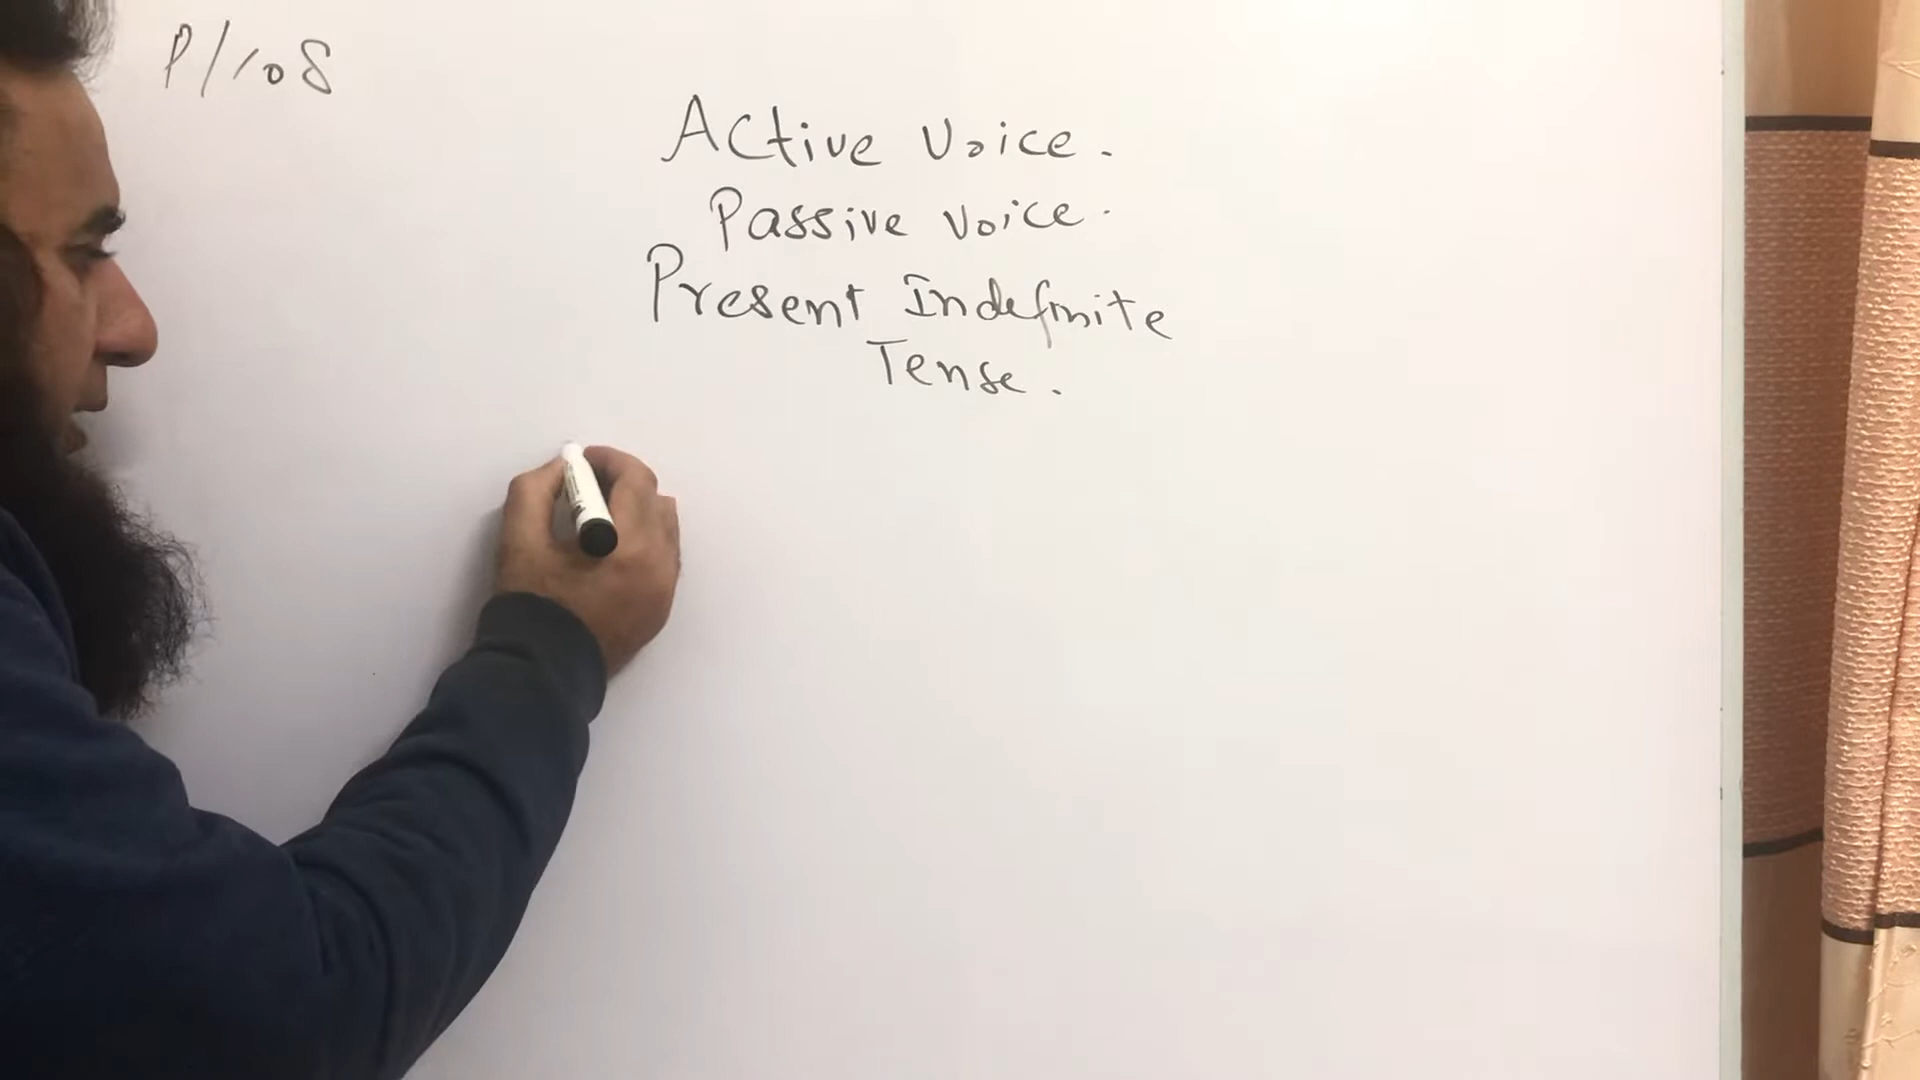 P/108
Active Voice.
Passive Voice.
Present Indefinite
Tense.